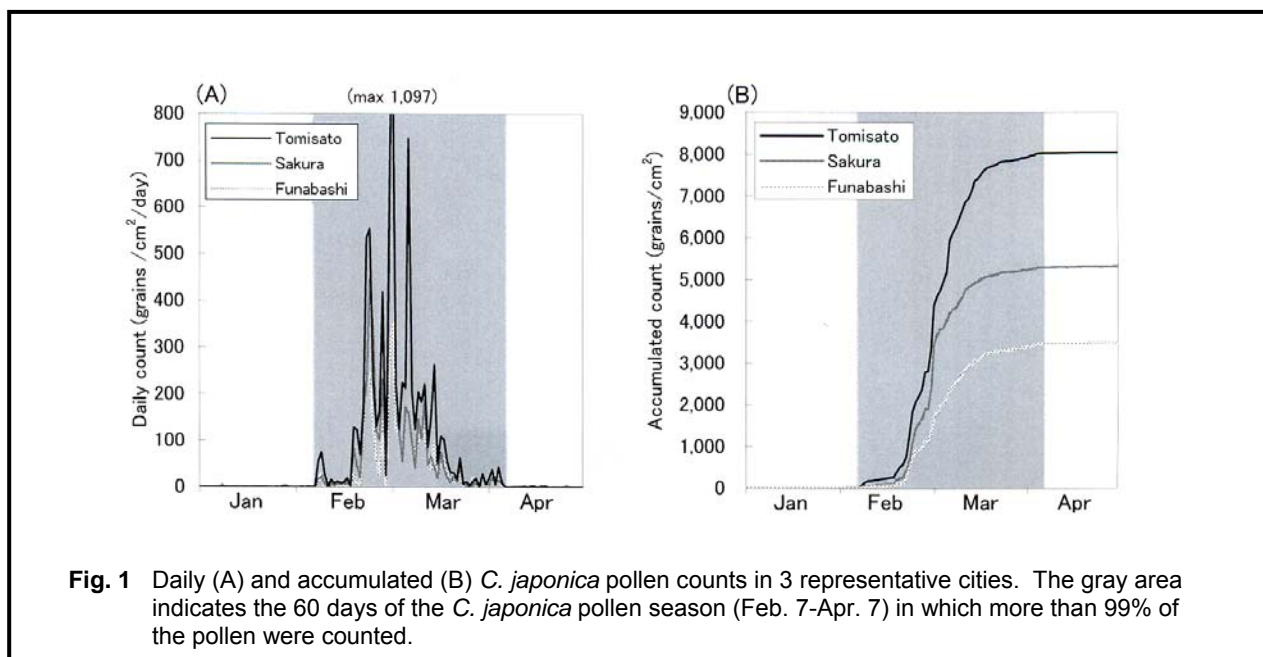 (A)
(max 1,097)
800
700
600
500
400
300
200
100
0
Daily count (grains /cm²/day)
Tomisato
Sakura
Funabashi
Jan Feb Mar Apr
(B)
9,000
8,000
7,000
6,000
5,000
4,000
3,000
2,000
1,000
0
Accumulated count (grains/cm²)
Tomisato
Sakura
Funabashi
Jan Feb Mar Apr
Fig. 1 Daily (A) and accumulated (B) C. japonica pollen counts in 3 representative cities. The gray area
indicates the 60 days of the C. japonica pollen season (Feb. 7-Apr. 7) in which more than 99% of
the pollen were counted.